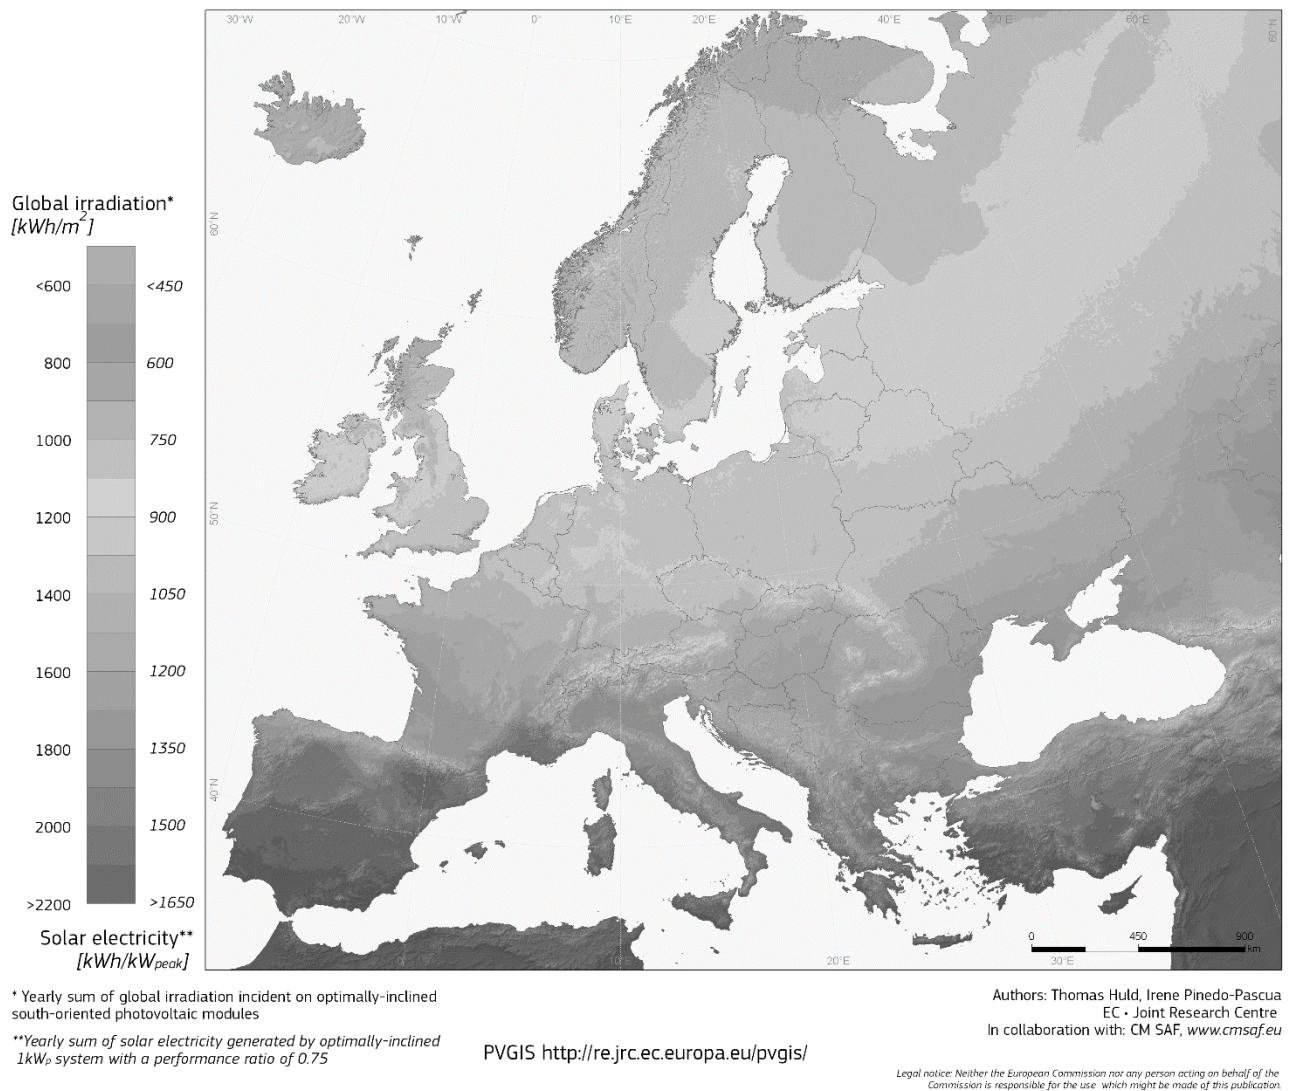 30°W 20°W 10°W 0° 10°E 20°E 30°E 40°E 50°E 60°E
60°N
Global irradiation*
[kWh/m2]
60°N
<600 <450
800 600
1000 750
1200 900
50°N
1400 1050
1600 1200
1800 1350
40°N
2000 1500
>2200 >1650
Solar electricity**
[kWh/kWpeak]
0 450 900
km
0° 10°E 20°E 30°E
* Yearly sum of global irradiation incident on optimally-inclined
south-oriented photovoltaic modules
**Yearly sum of solar electricity generated by optimally-inclined
1kWp system with a performance ratio of 0.75
PVGIS http://re.jrc.ec.europa.eu/pvgis/
Authors: Thomas Huld, Irene Pinedo-Pascua
EC • Joint Research Centre
In collaboration with: CM SAF, www.cmsaf.eu
Legal notice: Neither the European Commission nor any person acting on behalf of the
Commission is responsible for the use which might be made of this publication.